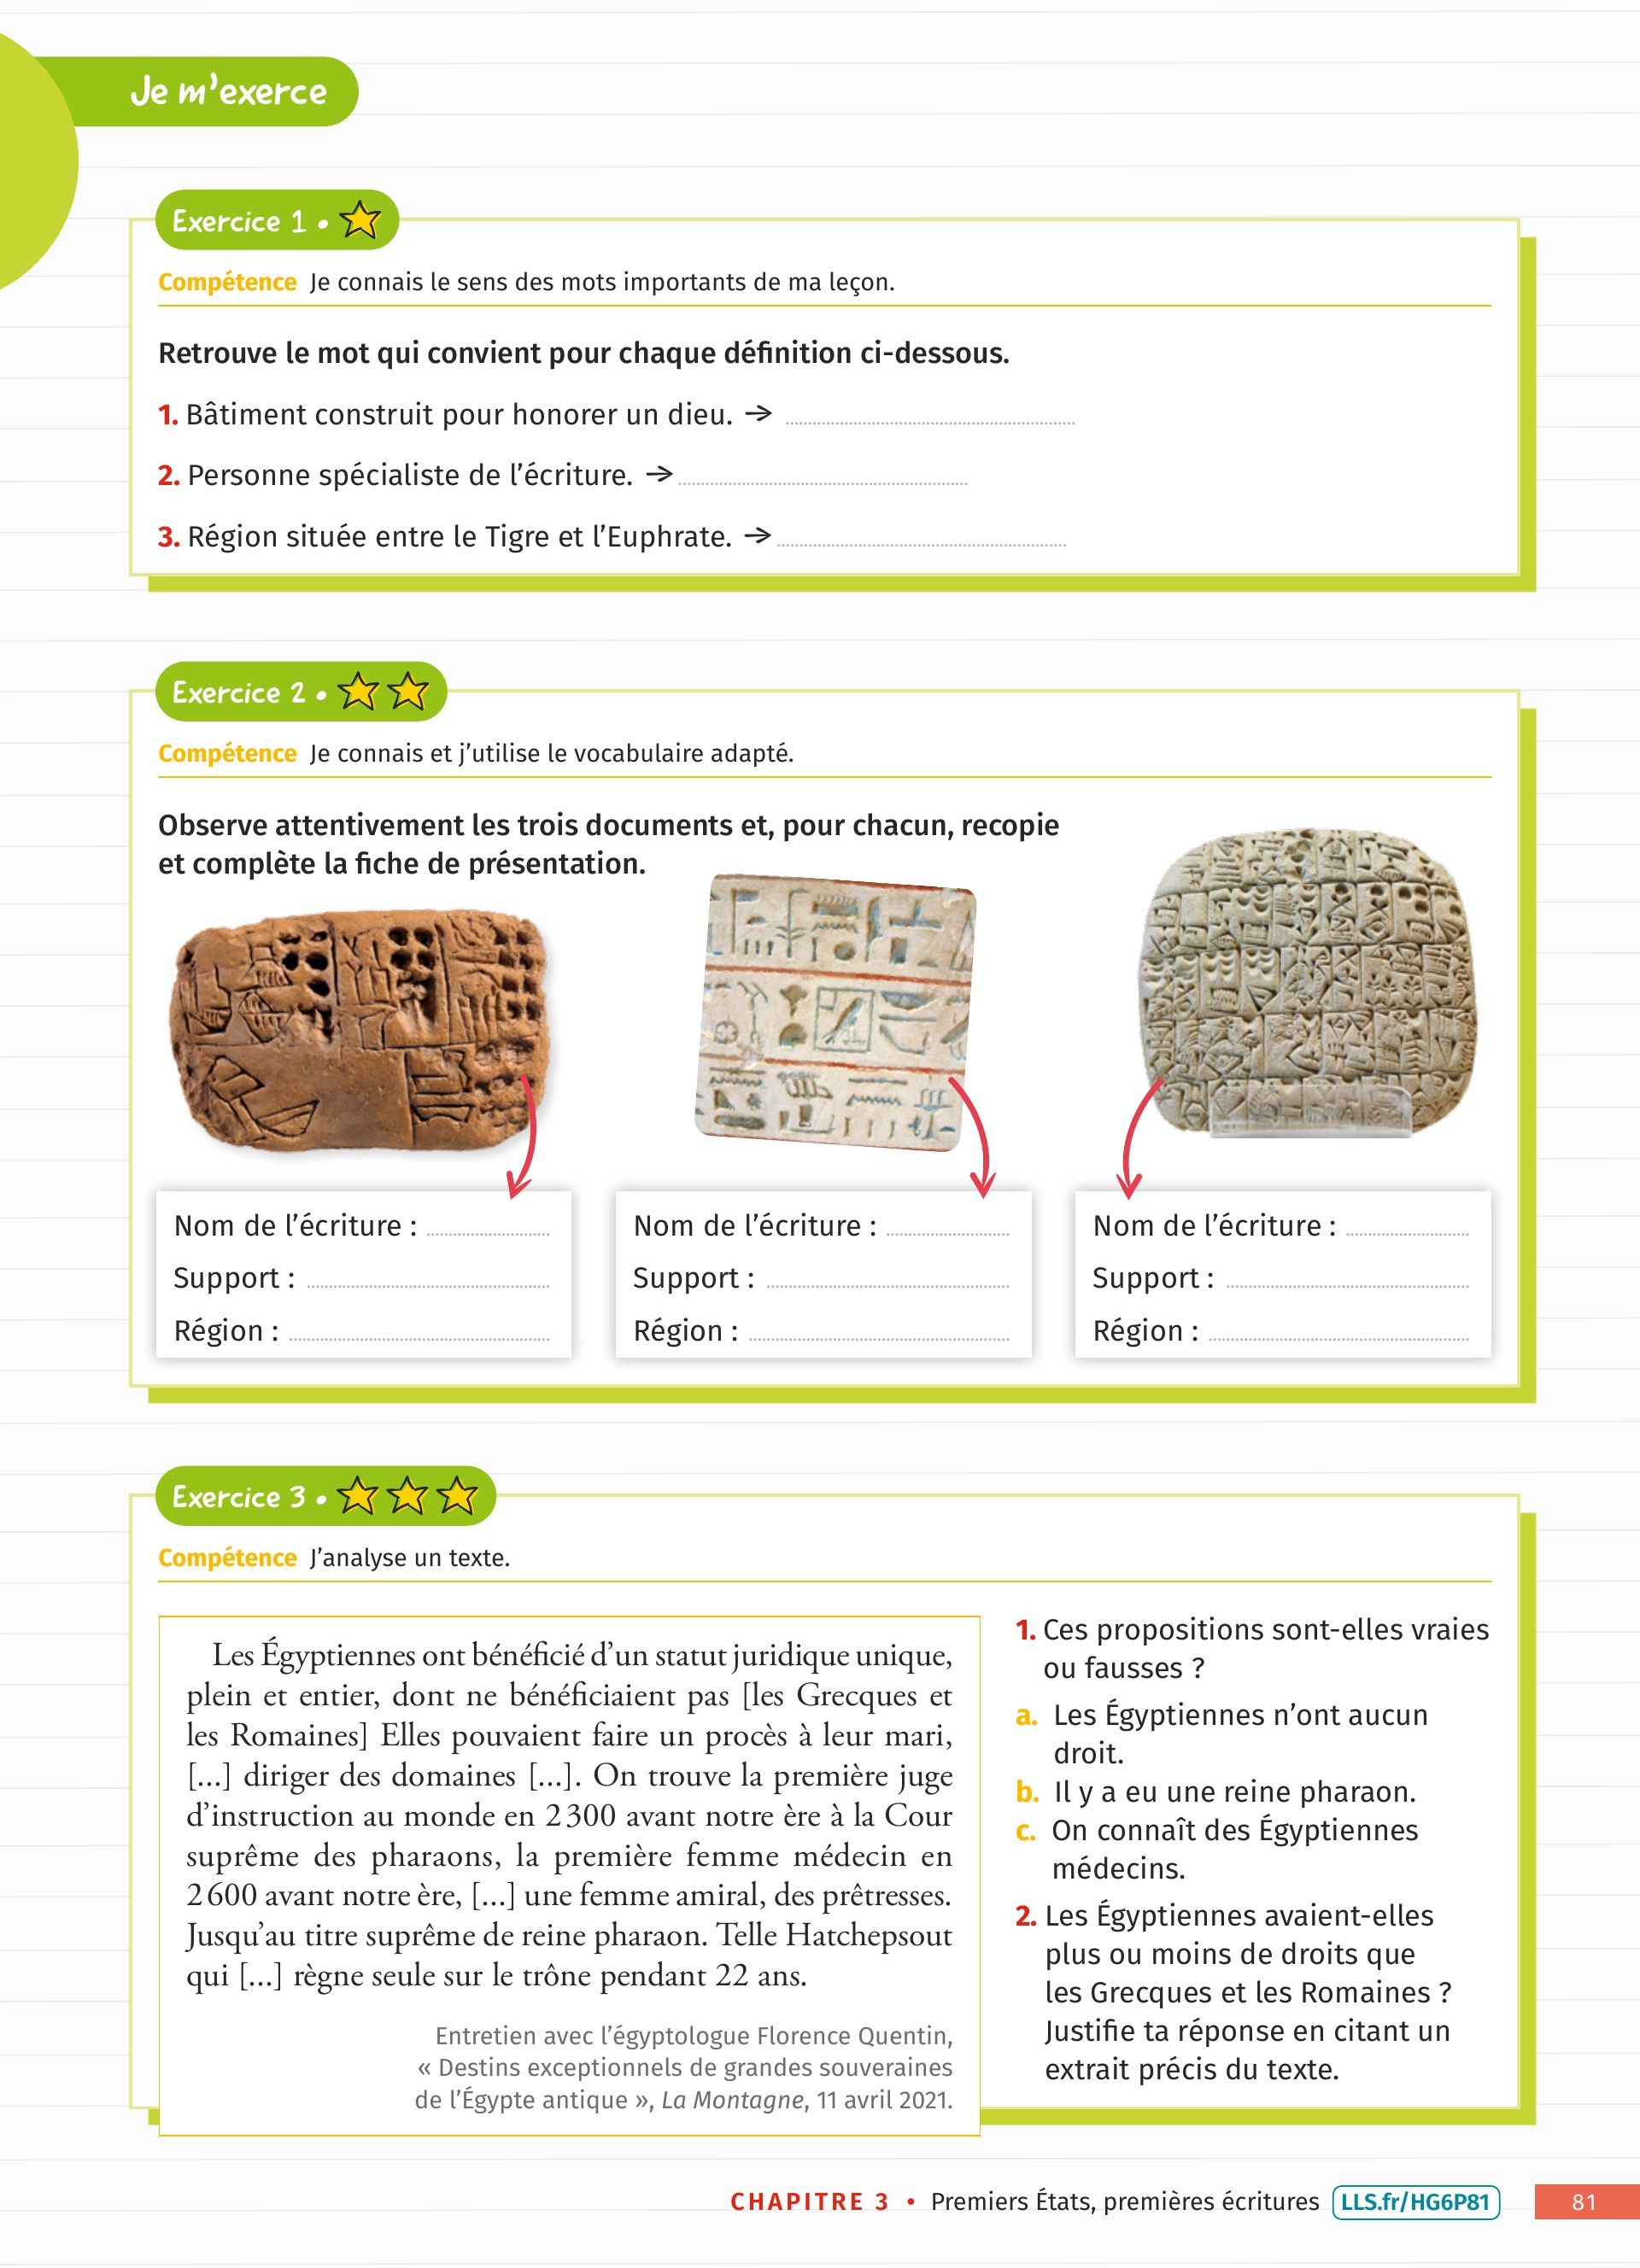 Je m'exerce
Exercice 1 •
Compétence Je connais le sens des mots importants de ma leçon.
Retrouve le mot qui convient pour chaque définition ci-dessous.
1. Bâtiment construit pour honorer un dieu. →
2. Personne spécialiste de l'écriture. →
3. Région située entre le Tigre et l'Euphrate. →
Exercice 2 •
Compétence Je connais et j'utilise le vocabulaire adapté.
Observe attentivement les trois documents et, pour chacun, recopie
et complète la fiche de présentation.
Nom de l'écriture :
Support :
Région :
Nom de l'écriture :
Support :
Région :
Nom de l'écriture :
Support :
Région :
Exercice 3 •
Compétence J'analyse un texte.
Les Égyptiennes ont bénéficié d'un statut juridique unique,
plein et entier, dont ne bénéficiaient pas [les Grecques et
les Romaines] Elles pouvaient faire un procès à leur mari,
[...] diriger des domaines [...]. On trouve la première juge
d'instruction au monde en 2 300 avant notre ère à la Cour
suprême des pharaons, la première femme médecin en
2 600 avant notre ère, [...] une femme amiral, des prêtresses.
Jusqu'au titre suprême de reine pharaon. Telle Hatchepsout
qui [...] règne seule sur le trône pendant 22 ans.
Entretien avec l'égyptologue Florence Quentin,
« Destins exceptionnels de grandes souveraines
de l'Égypte antique », La Montagne, 11 avril 2021.
1. Ces propositions sont-elles vraies
ou fausses ?
a. Les Égyptiennes n'ont aucun
droit.
b. Il y a eu une reine pharaon.
c. On connaît des Égyptiennes
médecins.
2. Les Égyptiennes avaient-elles
plus ou moins de droits que
les Grecques et les Romaines ?
Justifie ta réponse en citant un
extrait précis du texte.
CHAPITRE 3 • Premiers États, premières écritures LLS.fr/HG6P81 81